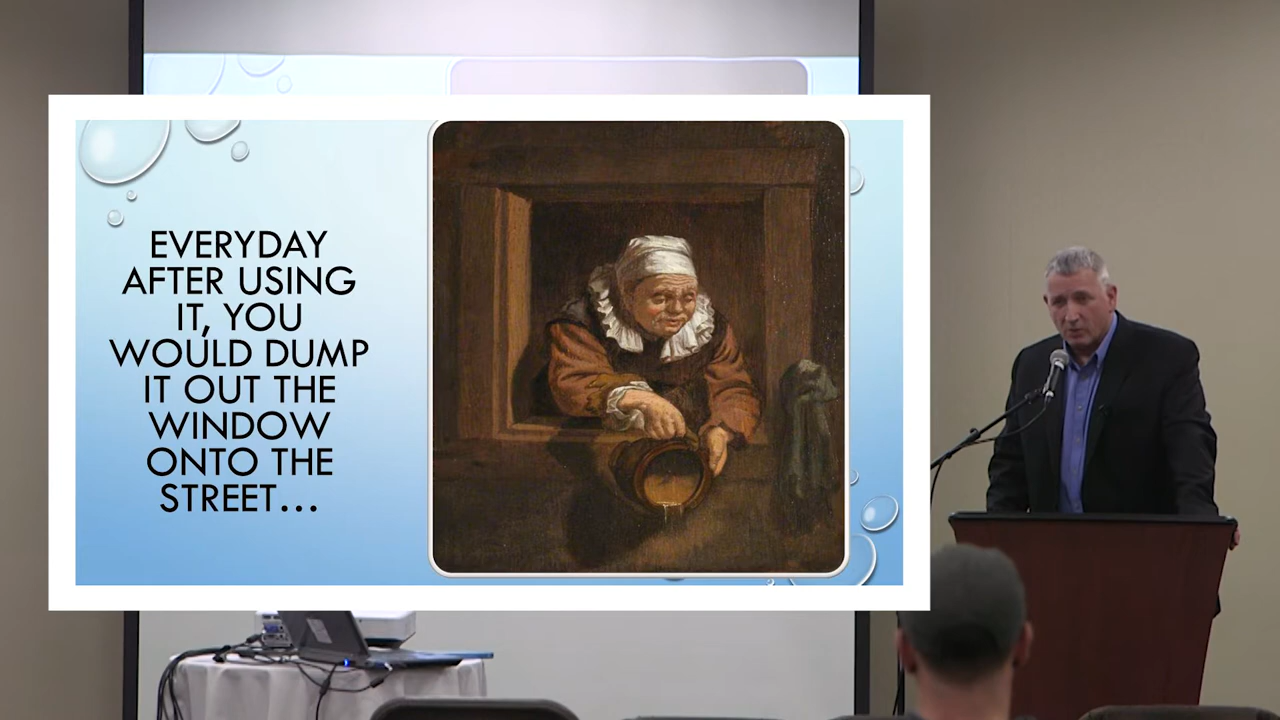 EVERYDAY
AFTER USING
IT, YOU
WOULD DUMP
IT OUT THE
WINDOW
ONTO THE
STREET...